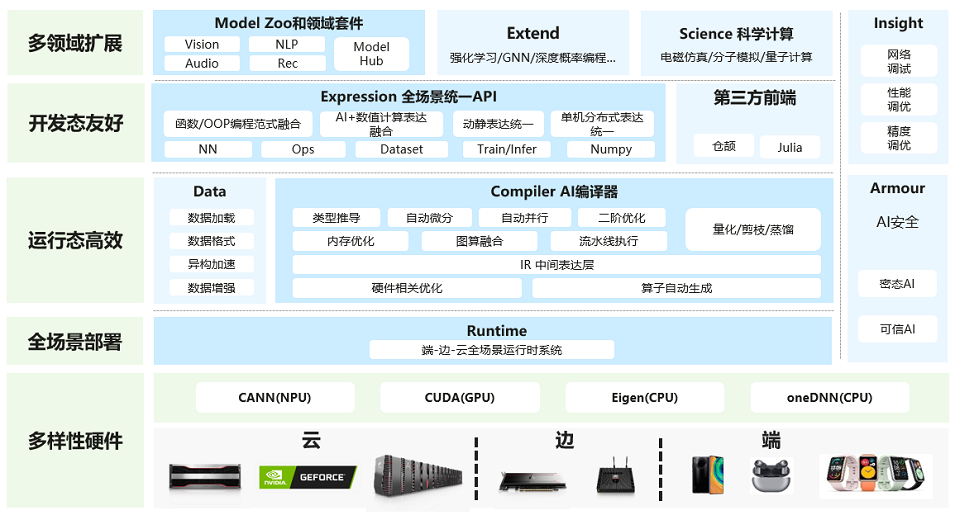 多领域扩展
Model Zoo和领域套件
Vision
NLP
Model
Hub
Audio
Rec
Extend
强化学习/GNN/深度概率编程...
Science 科学计算
电磁仿真/分子模拟/量子计算
Insight
网络
调试
性能
调优
精度
调优
开发态友好
Expression 全场景统一API
函数/OOP编程范式融合
AI+数值计算表达
融合
动静表达统一
单机分布式表达
统一
NN
Ops
Dataset
Train/Infer
Numpy
第三方前端
仓颉
Julia
运行态高效
Data
数据加载
数据格式
异构加速
数据增强
Compiler AI编译器
类型推导
自动微分
自动并行
二阶优化
量化/剪枝/蒸馏
内存优化
图算融合
流水线执行
IR 中间表达层
硬件相关优化
算子自动生成
Armour
AI安全
密态AI
可信AI
全场景部署
Runtime
端-边-云全场景运行时系统
多样性硬件
CANN(NPU)
CUDA(GPU)
Eigen(CPU)
oneDNN(CPU)
云
边
端
NVIDIA
GEFORCE